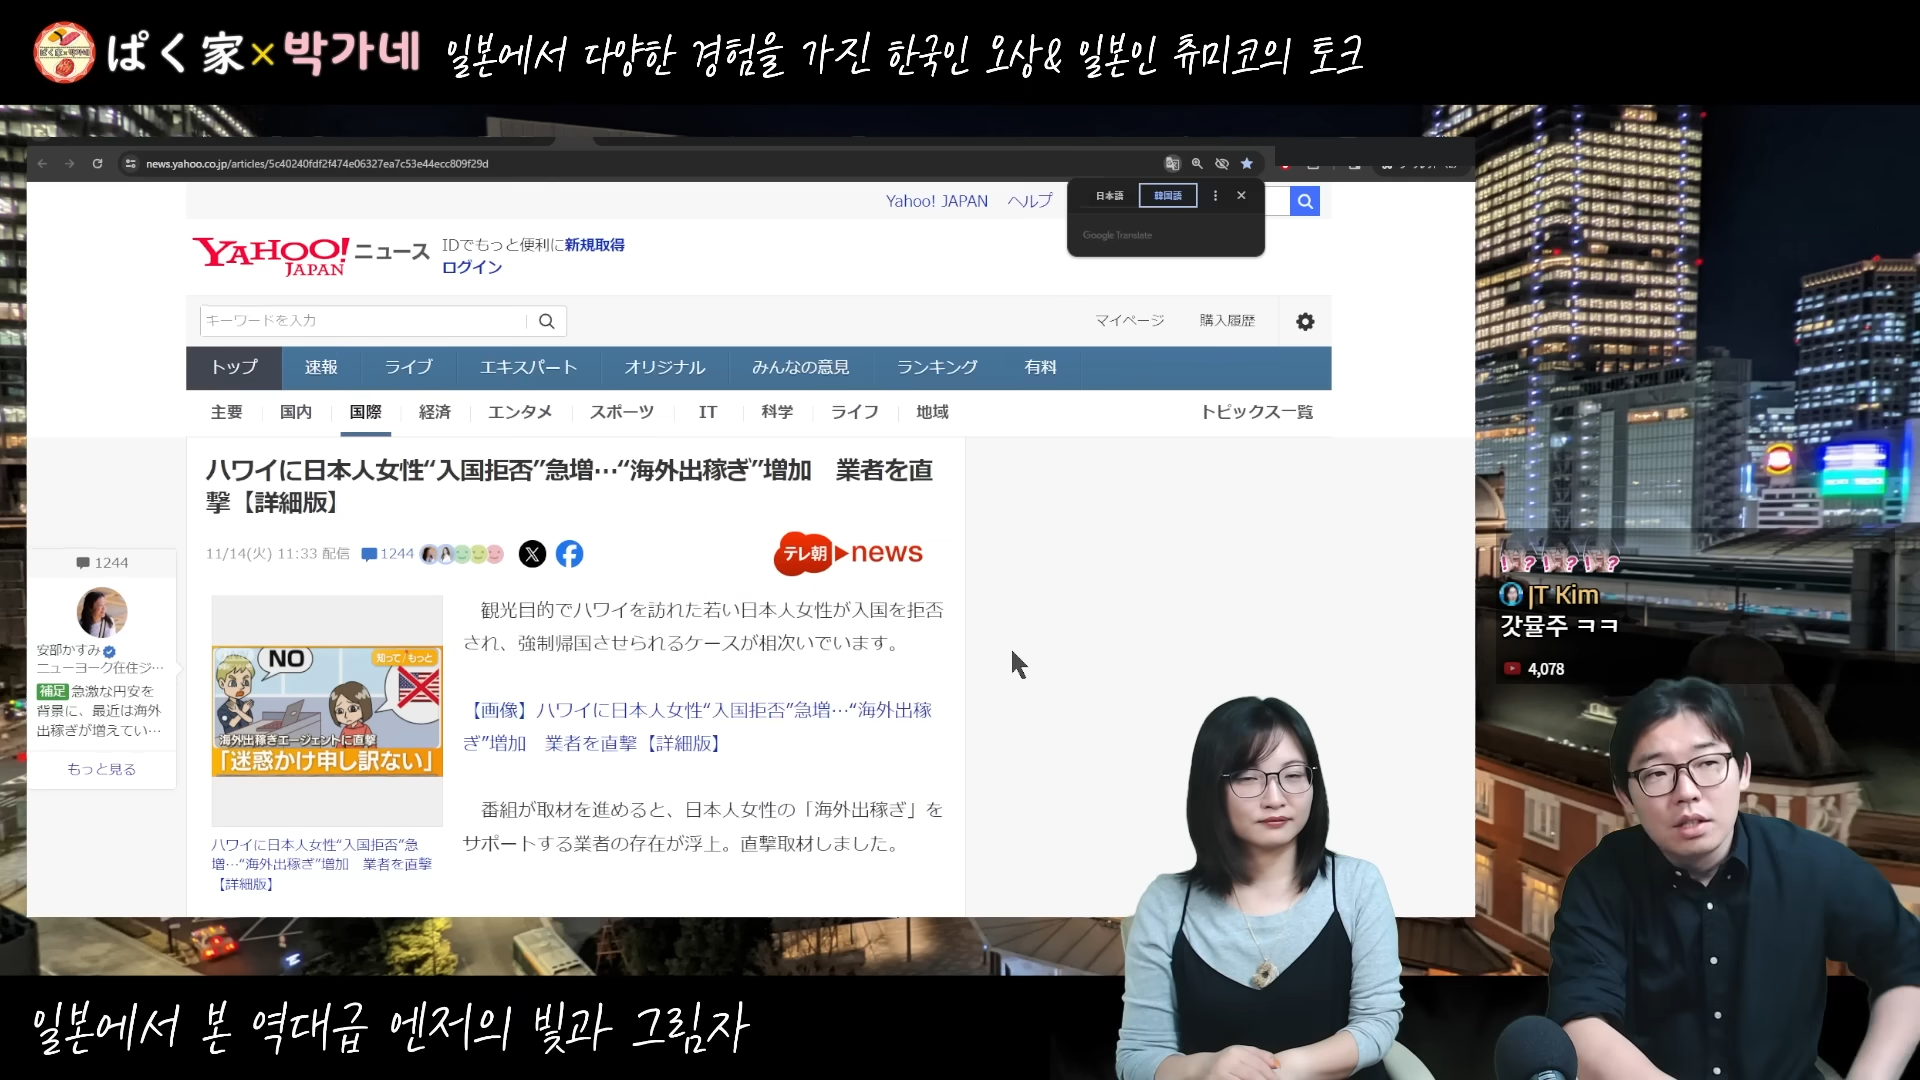 ぱく家×박가네 일본에서 다양한 경험을 가진 한국인 오상& 일본인 츄미코의 토크
news.yahoo.co.jp/articles/5c40240fdf2f474e06327ea7c53e44ecc809f29d
日本語 韓国語
Google Translate
Yahoo! JAPAN ヘルプ
YAHOO! JAPAN ニュース
IDでもっと便利に新規取得
ログイン
キーワードを入力
マイページ 購入履歴
トップ 速報 ライブ エキスパート オリジナル みんなの意見 ランキング 有料
主要 国内 国際 経済 エンタメ スポーツ IT 科学 ライフ 地域 トピックス一覧
ハワイに日本人女性“入国拒否”急増…“海外出稼ぎ”増加 業者を直
撃【詳細版】
11/14(火) 11:33 配信 1244
テレ朝news
1244
安部かすみ
ニューヨーク在住ジ…
補足 急激な円安を
背景に、最近は海外
出稼ぎが増えてい…
もっと見る
NO
知ってもっと
海外出稼ぎエージェントに直撃
「迷惑かけ申し訳ない」
ハワイに日本人女性“入国拒否”急
増…“海外出稼ぎ”増加 業者を直撃
【詳細版】
観光目的でハワイを訪れた若い日本人女性が入国を拒否
され、強制帰国させられるケースが相次いでいます。
【画像】ハワイに日本人女性“入国拒否”急増…“海外出稼
ぎ”増加 業者を直撃【詳細版】
番組が取材を進めると、日本人女性の「海外出稼ぎ」を
サポートする業者の存在が浮上。直撃取材しました。
JT Kim
갓뮬주 ㅋㅋ
4,078
일본에서 본 역대급 엔저의 빛과 그림자